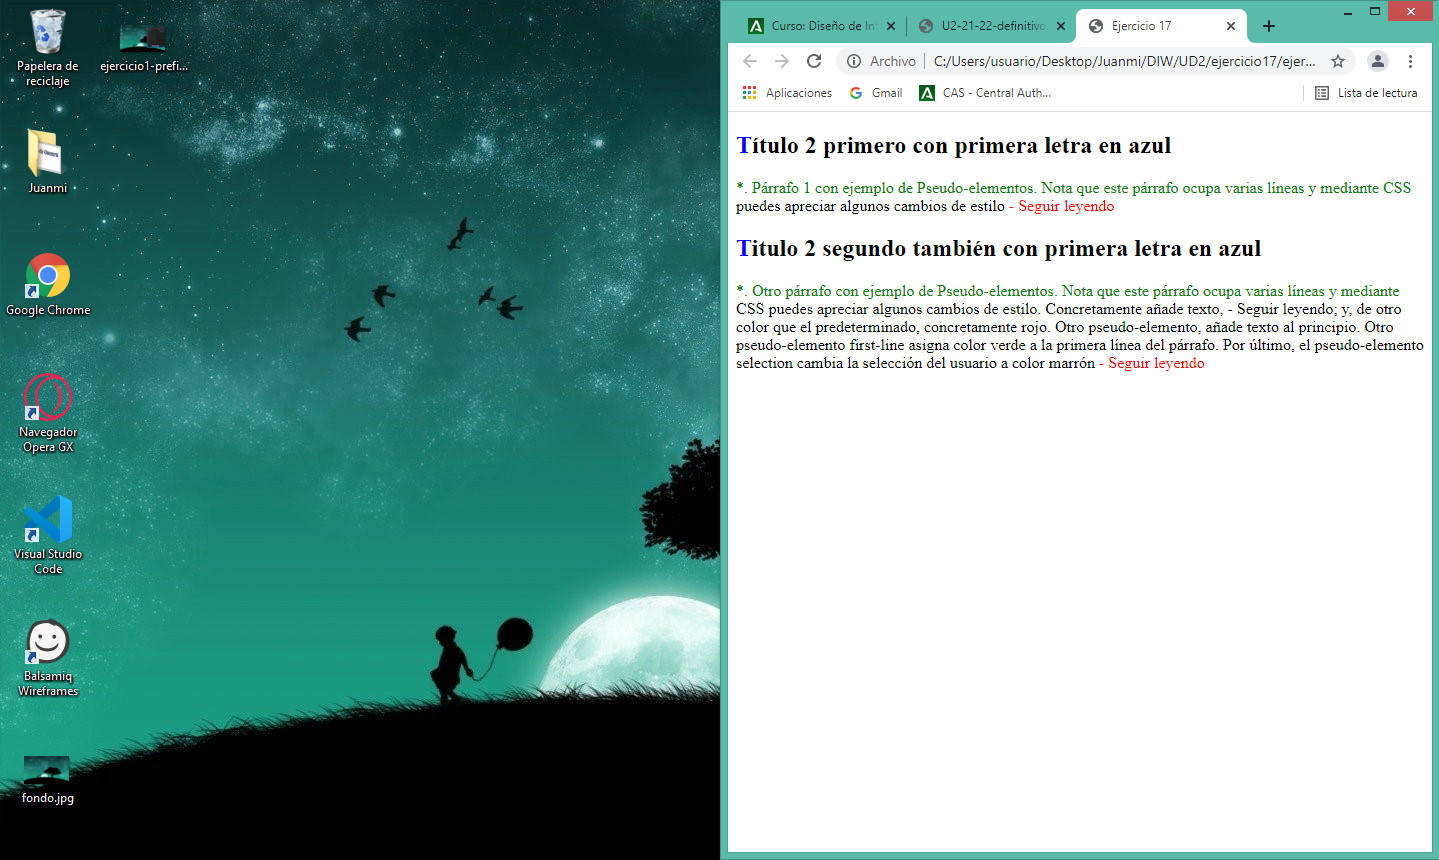 Papelera de
reciclaje
ejercicio1-prefi...
Juanmi
Google Chrome
Navegador
Opera GX
Visual Studio
Code
Balsamiq
Wireframes
fondo.jpg
Curso: Diseño de Int
U2-21-22-definitivo
Ejercicio 17
Archivo
C:/Users/usuario/Desktop/Juanmi/DIW/UD2/ejercicio17/ejer...
Aplicaciones
Gmail
CAS - Central Auth...
Lista de lectura
Título 2 primero con primera letra en azul
*. Párrafo 1 con ejemplo de Pseudo-elementos. Nota que este párrafo ocupa varias líneas y mediante CSS
puedes apreciar algunos cambios de estilo - Seguir leyendo
Titulo 2 segundo también con primera letra en azul
*. Otro párrafo con ejemplo de Pseudo-elementos. Nota que este párrafo ocupa varias líneas y mediante
CSS puedes apreciar algunos cambios de estilo. Concretamente añade texto, - Seguir leyendo; y, de otro
color que el predeterminado, concretamente rojo. Otro pseudo-elemento, añade texto al principio. Otro
pseudo-elemento first-line asigna color verde a la primera línea del párrafo. Por último, el pseudo-elemento
selection cambia la selección del usuario a color marrón - Seguir leyendo